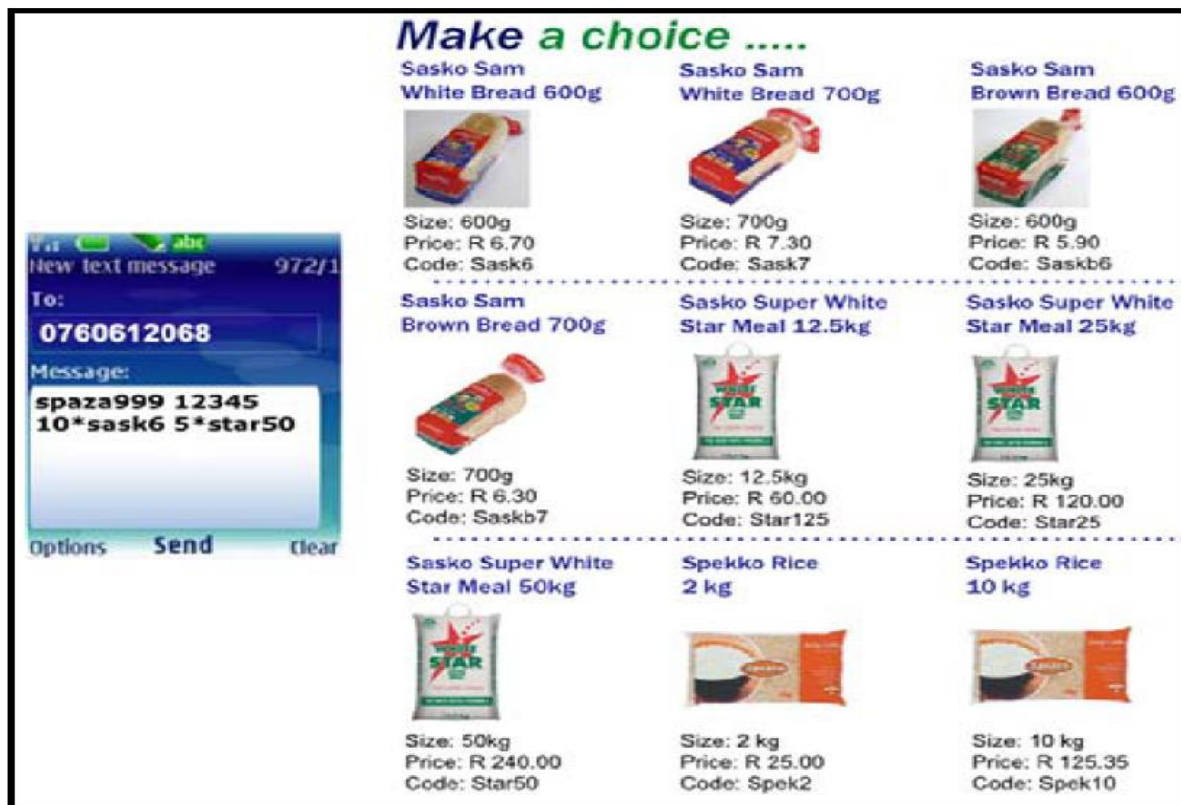 Make a choice .....
Sasko Sam
White Bread 600g
Size: 600g
Price: R 6.70
Code: Sask6
Sasko Sam
White Bread 700g
Size: 700g
Price: R 7.30
Code: Sask7
Sasko Sam
Brown Bread 600g
Size: 600g
Price: R 5.90
Code: Saskb6
abc
New text message 972/1
To:
0760612068
Message:
spaza999 12345
10*sask6 5*star50
Options Send Clear
Sasko Sam
Brown Bread 700g
Size: 700g
Price: R 6.30
Code: Saskb7
Sasko Super White
Star Meal 12.5kg
WHITE
STAR
Size: 12.5kg
Price: R 60.00
Code: Star125
Sasko Super White
Star Meal 25kg
WHITE
STAR
Size: 25kg
Price: R 120.00
Code: Star25
Sasko Super White
Star Meal 50kg
WHITE
STAR
Size: 50kg
Price: R 240.00
Code: Star50
Spekko Rice
2 kg
Size: 2 kg
Price: R 25.00
Code: Spek2
Spekko Rice
10 kg
Size: 10 kg
Price: R 125.35
Code: Spek10